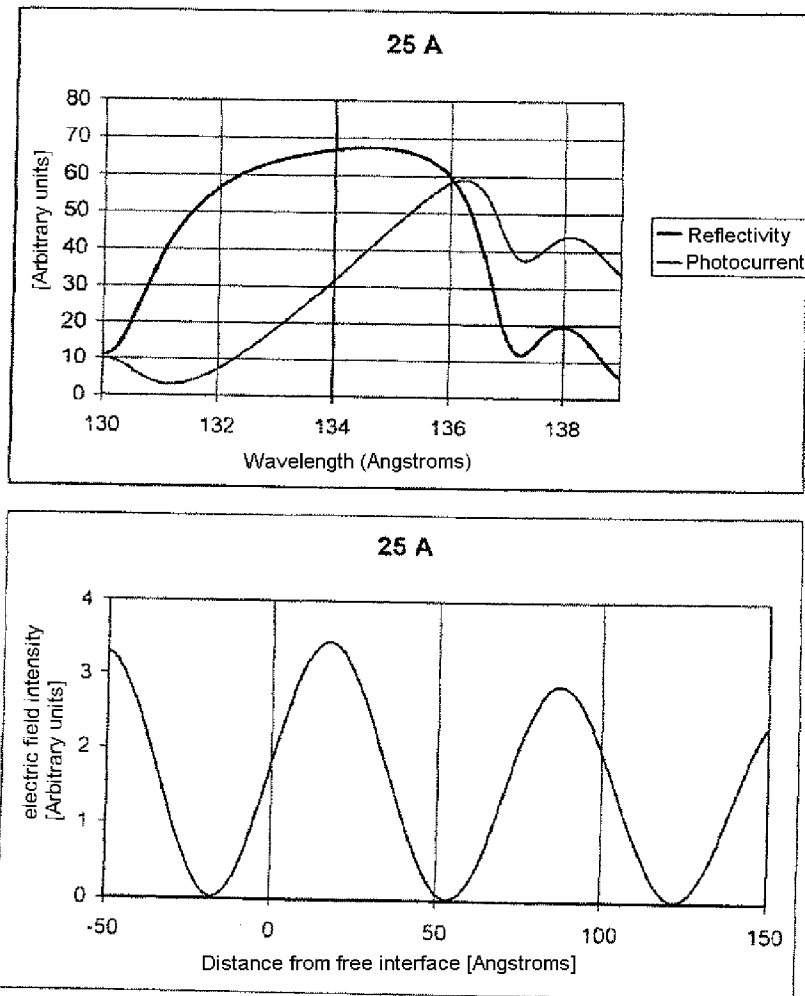 25 A
80
70
60
50
40
30
20
10
0
[Arbitrary units]
130 132 134 136 138
Wavelength (Angstroms)
Reflectivity
Photocurrent
25 A
4
3
2
1
0
electric field intensity
[Arbitrary units]
-50 0 50 100 150
Distance from free interface [Angstroms]